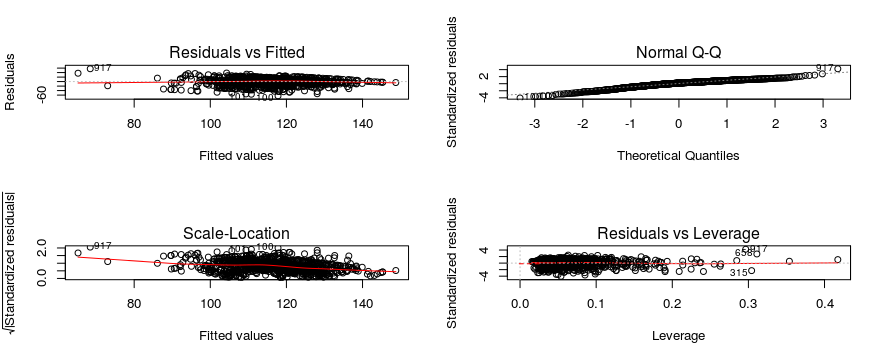 Residuals vs Fitted
Residuals
-60
917
100
80 100 120 140
Fitted values
Normal Q-Q
Standardized residuals
-4 2
917
-3 -2 -1 0 1 2 3
Theoretical Quantiles
Scale-Location
√|Standardized residuals|
0.0 2.0
917
100
80 100 120 140
Fitted values
Residuals vs Leverage
Standardized residuals
-4 4
917
315
0.0 0.1 0.2 0.3 0.4
Leverage